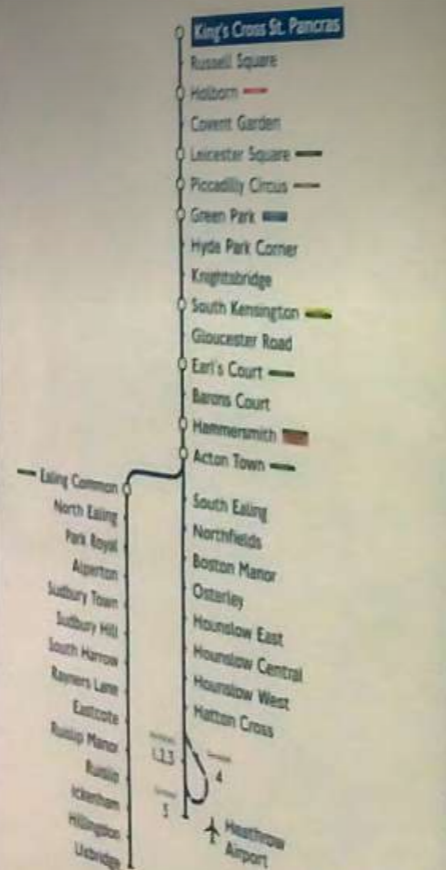 King's Cross St. Pancras
Russell Square
Holborn
Covent Garden
Leicester Square
Piccadilly Circus
Green Park
Hyde Park Corner
Knightsbridge
South Kensington
Gloucester Road
Earl's Court
Barons Court
Hammersmith
Acton Town
Ealing Common
North Ealing
Park Royal
Alperton
Sudbury Town
Sudbury Hill
South Harrow
Rayners Lane
Eastcote
Ruislip Manor
Ruislip
Ickenham
Hillingdon
Uxbridge
South Ealing
Northfields
Boston Manor
Osterley
Hounslow East
Hounslow Central
Hounslow West
Hatton Cross
1,2,3
4
5
Heathrow
Airport